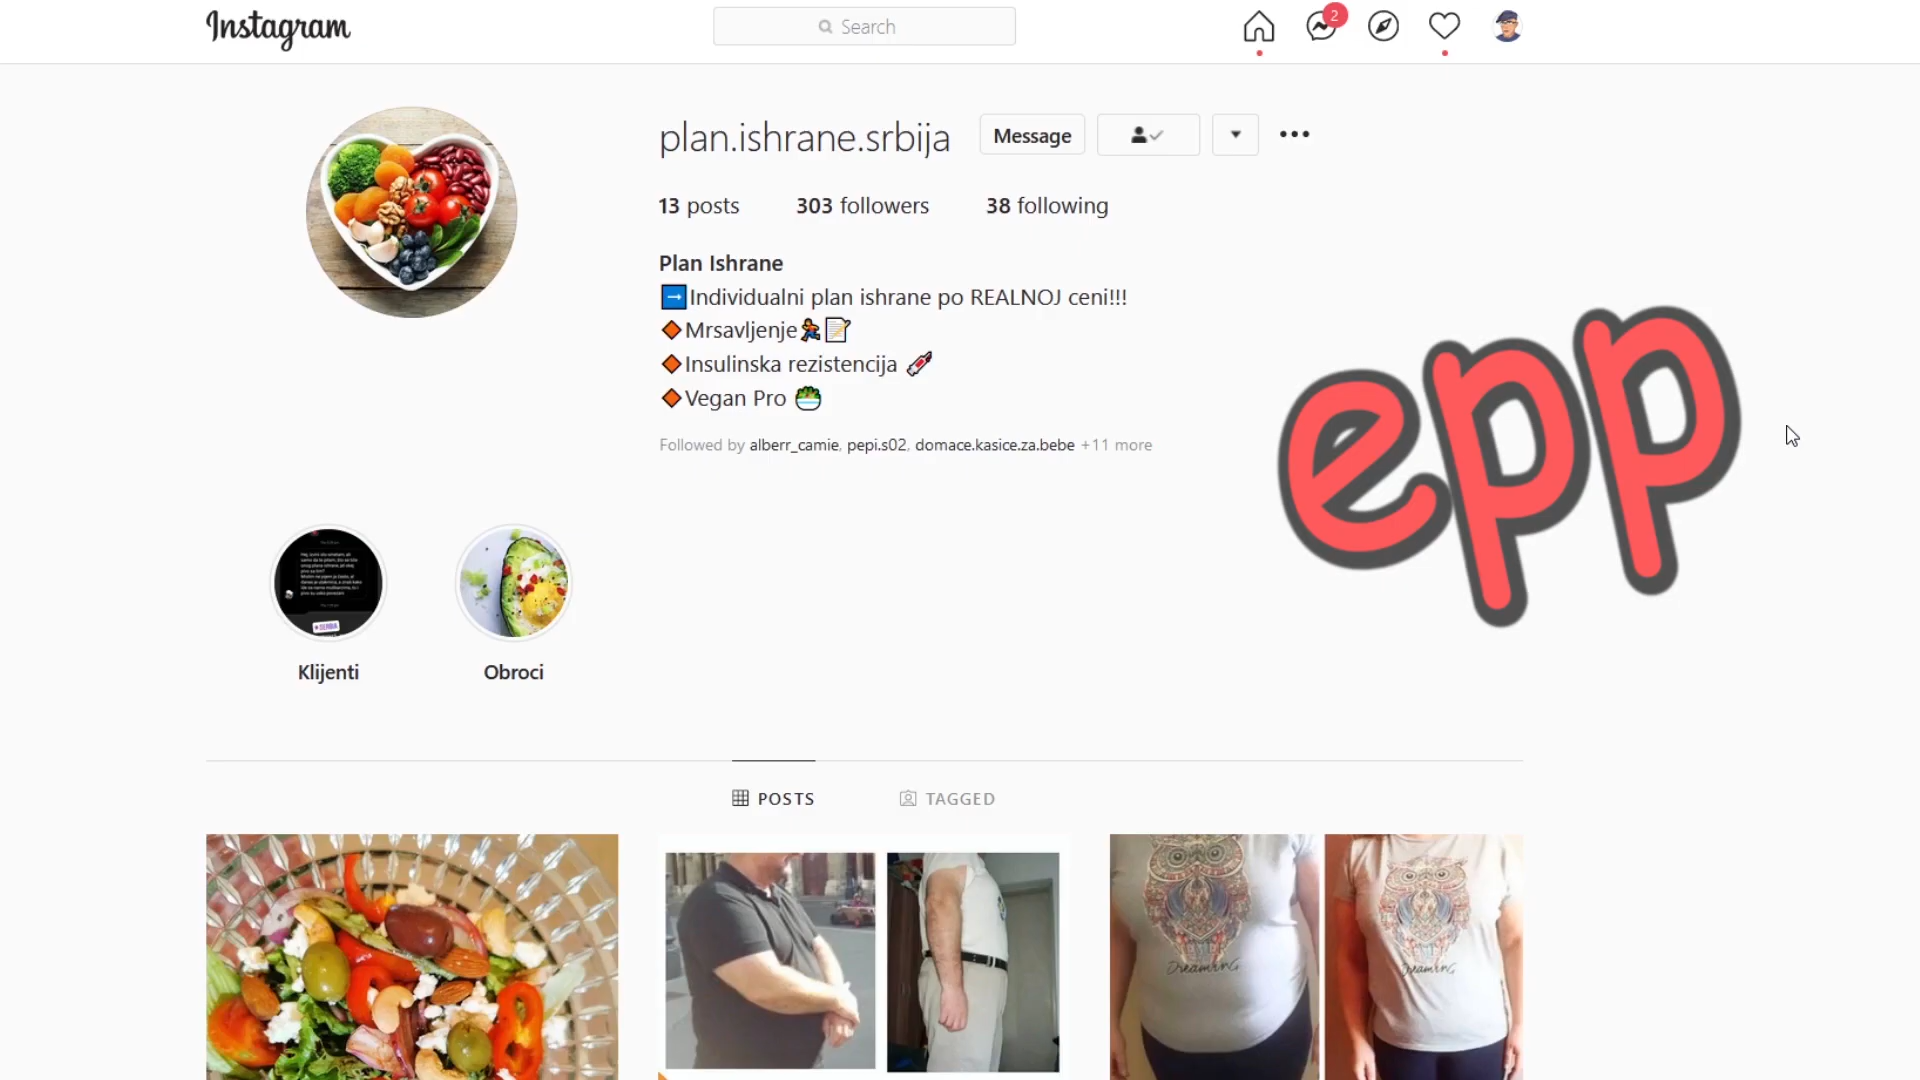 Instagram
Search
2
plan.ishrane.srbija
Message
13 posts 303 followers 38 following
Plan Ishrane
Individualni plan ishrane po REALNOJ ceni!!!
Mrsavljenje
Insulinska rezistencija
Vegan Pro
Followed by alberr_camie, pepi.s02, domace.kasice.za.bebe +11 more
epp
Klijenti
Obroci
POSTS
TAGGED
DreaminG
DreaminG